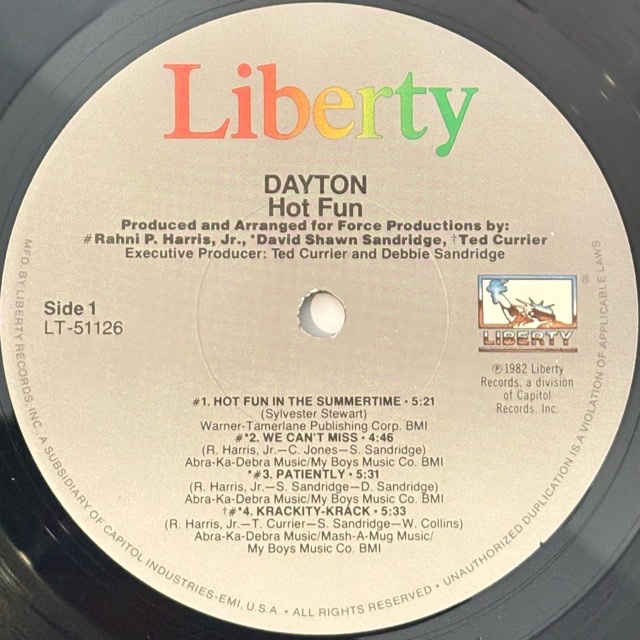 Liberty
DAYTON
Hot Fun
Produced and Arranged for Force Productions by:
#Rahni P. Harris, Jr., *David Shawn Sandridge, †Ted Currier
Executive Producer: Ted Currier and Debbie Sandridge
Side 1
LT-51126
®
LIBERTY
℗1982 Liberty
Records, a division
of Capitol
Records, Inc.
#1. HOT FUN IN THE SUMMERTIME • 5:21
(Sylvester Stewart)
Warner-Tamerlane Publishing Corp. BMI
#*2. WE CAN'T MISS • 4:46
(R. Harris, Jr.—C. Jones—S. Sandridge)
Abra-Ka-Debra Music/My Boys Music Co. BMI
*#3. PATIENTLY • 5:31
(R. Harris, Jr.—S. Sandridge—D. Sandridge)
Abra-Ka-Debra Music/My Boys Music Co. BMI
†#*4. KRACKITY-KRACK • 5:33
(R. Harris, Jr.—T. Currier—S. Sandridge—W. Collins)
Abra-Ka-Debra Music/Mash-A-Mug Music/
My Boys Music Co. BMI
MFD. BY LIBERTY RECORDS, INC., A SUBSIDIARY OF CAPITOL INDUSTRIES-EMI, U.S.A. • ALL RIGHTS RESERVED • UNAUTHORIZED DUPLICATION IS A VIOLATION OF APPLICABLE LAWS